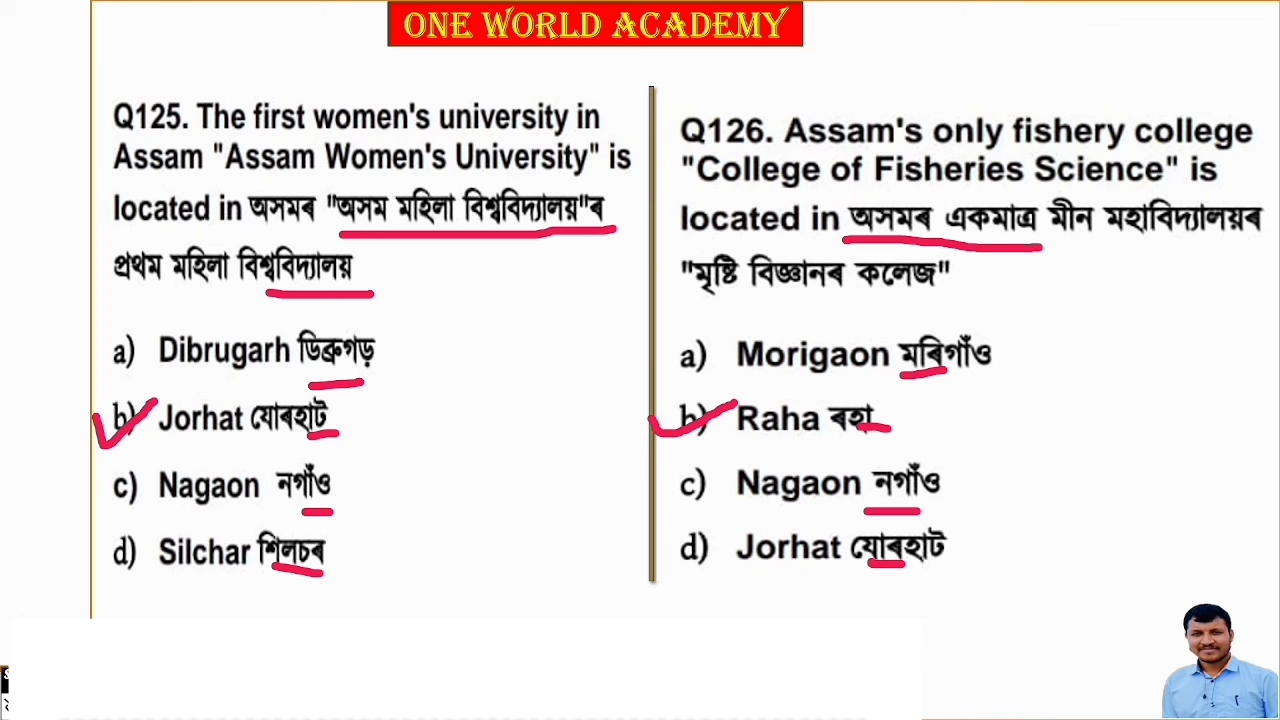 ONE WORLD ACADEMY
Q125. The first women's university in
Assam "Assam Women's University" is
located in অসমৰ "অসম মহিলা বিশ্ববিদ্যালয়"ৰ
প্ৰথম মহিলা বিশ্ববিদ্যালয়
a) Dibrugarh ডিব্ৰুগড়
b) Jorhat যোৰহাট
c) Nagaon নগাঁও
d) Silchar শিলচৰ
Q126. Assam's only fishery college
"College of Fisheries Science" is
located in অসমৰ একমাত্ৰ মীন মহাবিদ্যালয়ৰ
"মৃষ্টি বিজ্ঞানৰ কলেজ"
a) Morigaon মৰিগাঁও
b) Raha ৰহা
c) Nagaon নগাঁও
d) Jorhat যোৰহাট